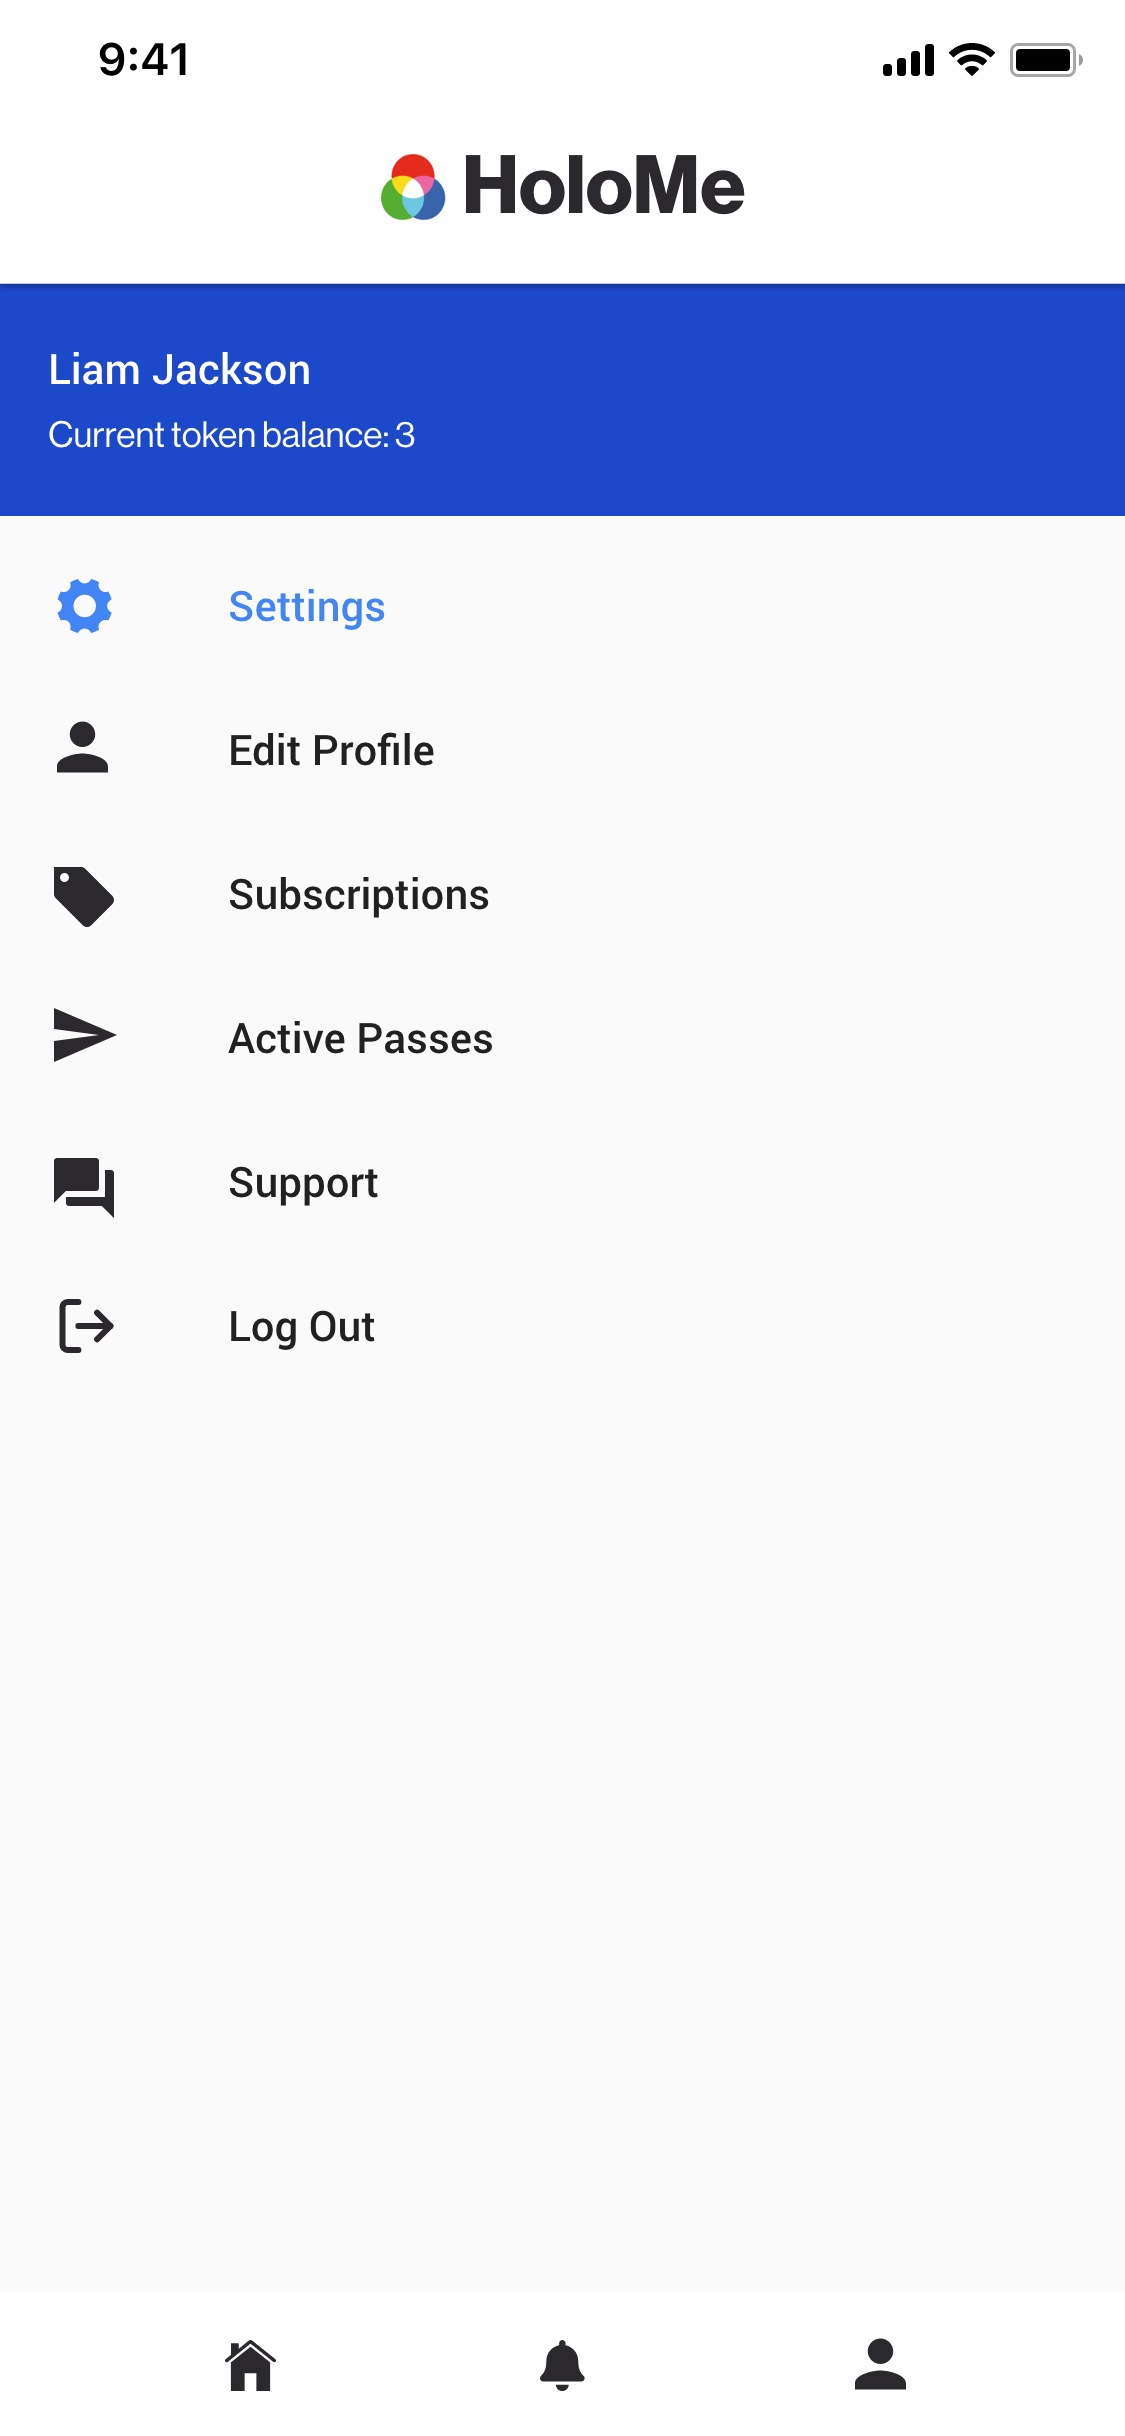 9:41
HoloMe
Liam Jackson
Current token balance: 3
Settings
Edit Profile
Subscriptions
Active Passes
Support
Log Out